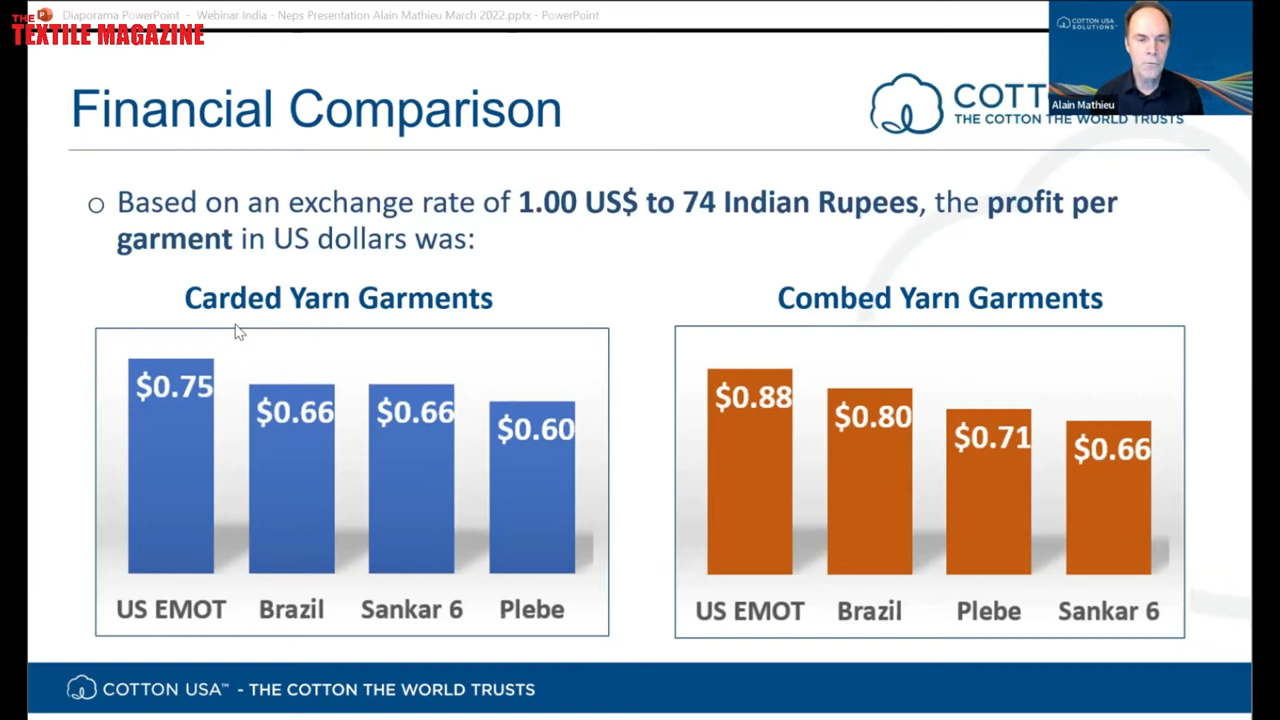 Diaporama PowerPoint - Webinar India - Neps Presentation Alain Mathieu March 2022.pptx - PowerPoint
THE
TEXTILE MAGAZINE
COTTON USA
SOLUTIONS™
Alain Mathieu
Financial Comparison
COTT
THE COTTON THE WORLD TRUSTS
Based on an exchange rate of 1.00 US$ to 74 Indian Rupees, the profit per
garment in US dollars was:
Carded Yarn Garments
$0.75 $0.66 $0.66 $0.60
US EMOT Brazil Sankar 6 Plebe
Combed Yarn Garments
$0.88 $0.80 $0.71 $0.66
US EMOT Brazil Plebe Sankar 6
COTTON USA™ - THE COTTON THE WORLD TRUSTS